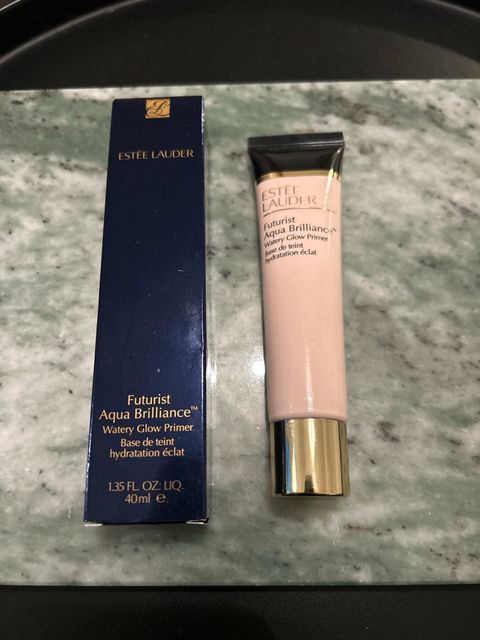 ESTĒE LAUDER
Futurist
Aqua Brilliance™
Watery Glow Primer
Base de teint
hydratation éclat
1.35 FL. OZ. LIQ.
40ml e
ESTĒE
LAUDER
Futurist
Aqua Brilliance™
Watery Glow Primer
Base de teint
hydratation éclat